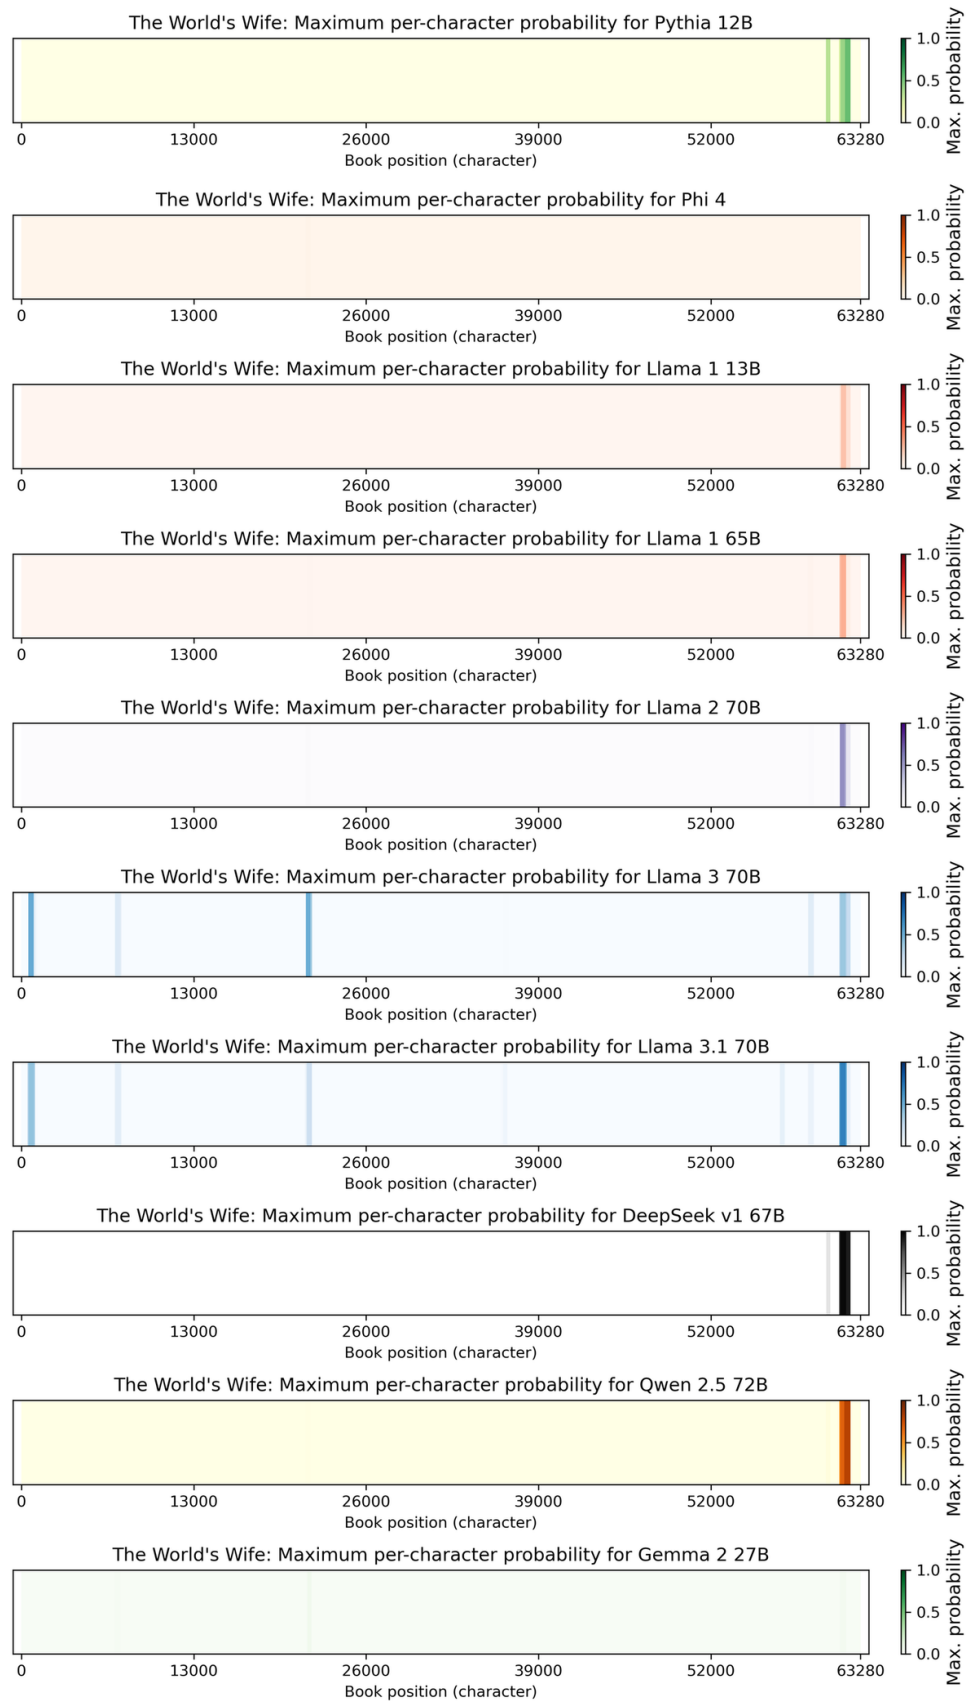 The World's Wife: Maximum per-character probability for Pythia 12B
1.0
0.5
0.0
Max. probability
0 13000 26000 39000 52000 63280
Book position (character)
The World's Wife: Maximum per-character probability for Phi 4
1.0
0.5
0.0
Max. probability
0 13000 26000 39000 52000 63280
Book position (character)
The World's Wife: Maximum per-character probability for Llama 1 13B
1.0
0.5
0.0
Max. probability
0 13000 26000 39000 52000 63280
Book position (character)
The World's Wife: Maximum per-character probability for Llama 1 65B
1.0
0.5
0.0
Max. probability
0 13000 26000 39000 52000 63280
Book position (character)
The World's Wife: Maximum per-character probability for Llama 2 70B
1.0
0.5
0.0
Max. probability
0 13000 26000 39000 52000 63280
Book position (character)
The World's Wife: Maximum per-character probability for Llama 3 70B
1.0
0.5
0.0
Max. probability
0 13000 26000 39000 52000 63280
Book position (character)
The World's Wife: Maximum per-character probability for Llama 3.1 70B
1.0
0.5
0.0
Max. probability
0 13000 26000 39000 52000 63280
Book position (character)
The World's Wife: Maximum per-character probability for DeepSeek v1 67B
1.0
0.5
0.0
Max. probability
0 13000 26000 39000 52000 63280
Book position (character)
The World's Wife: Maximum per-character probability for Qwen 2.5 72B
1.0
0.5
0.0
Max. probability
0 13000 26000 39000 52000 63280
Book position (character)
The World's Wife: Maximum per-character probability for Gemma 2 27B
1.0
0.5
0.0
Max. probability
0 13000 26000 39000 52000 63280
Book position (character)